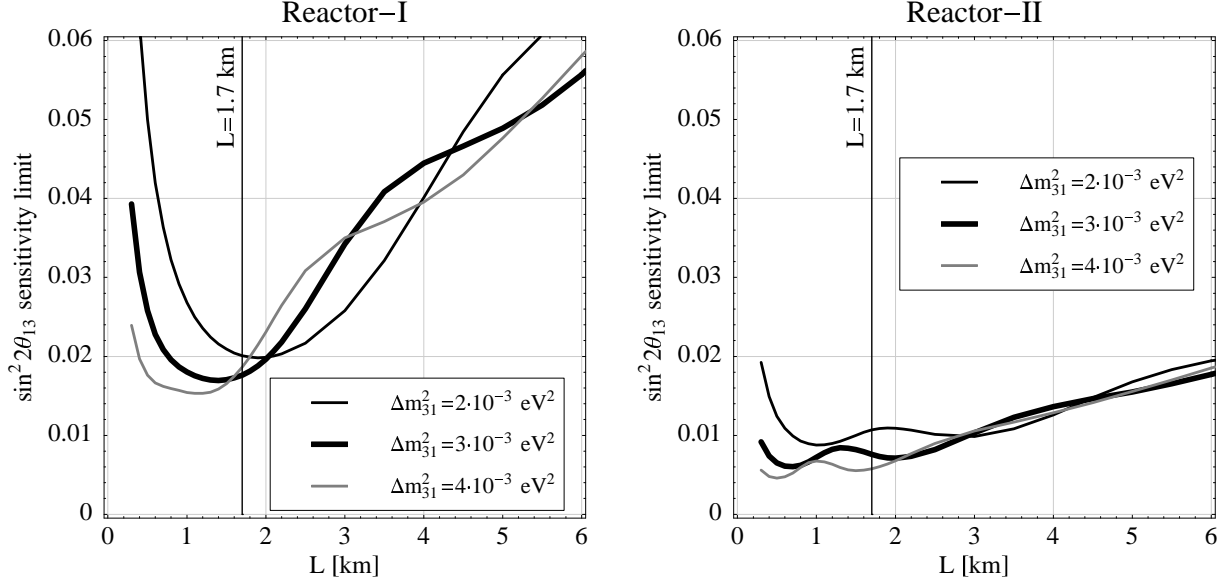 Reactor−I
sin² 2θ₁₃ sensitivity limit
0.06
0.05
0.04
0.03
0.02
0.01
0
L=1.7 km
Δm²₃₁=2·10⁻³ eV²
Δm²₃₁=3·10⁻³ eV²
Δm²₃₁=4·10⁻³ eV²
0 1 2 3 4 5 6
L [km]
Reactor−II
sin² 2θ₁₃ sensitivity limit
0.06
0.05
0.04
0.03
0.02
0.01
0
L=1.7 km
Δm²₃₁=2·10⁻³ eV²
Δm²₃₁=3·10⁻³ eV²
Δm²₃₁=4·10⁻³ eV²
0 1 2 3 4 5 6
L [km]